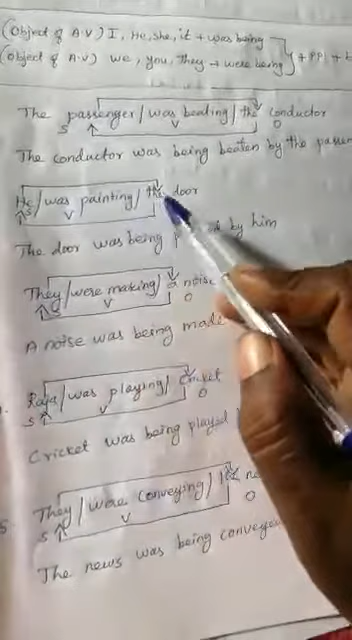 (Object of A.V) I, He, she, it + was being
(Object of A.V) we, you, They + were being } + PPI +
The passenger / was beating / the conductor
S V O
The conductor was being beaten by the passen
He / was painting / the door
S V
The door was being by him
They / were making / a noise
S V O
A noise was being made
Raja / was playing / cricket
S V O
Cricket was being played
They / were conveying / ne
S V O
The news was being conveyed